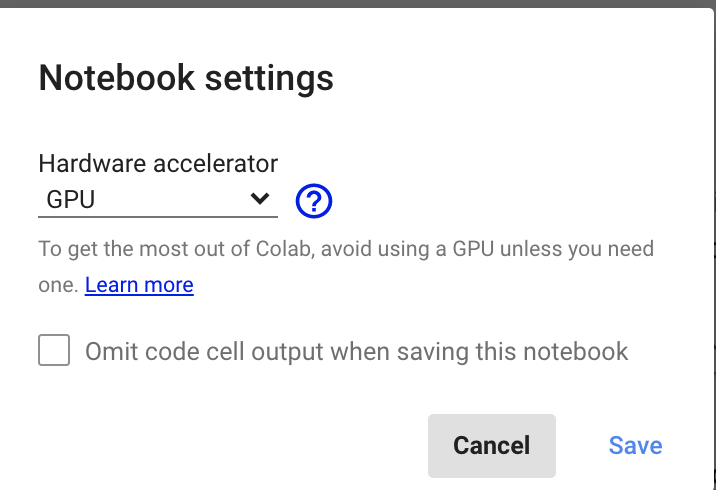 Notebook settings
Hardware accelerator
GPU
?
To get the most out of Colab, avoid using a GPU unless you need
one. Learn more
Omit code cell output when saving this notebook
Cancel Save